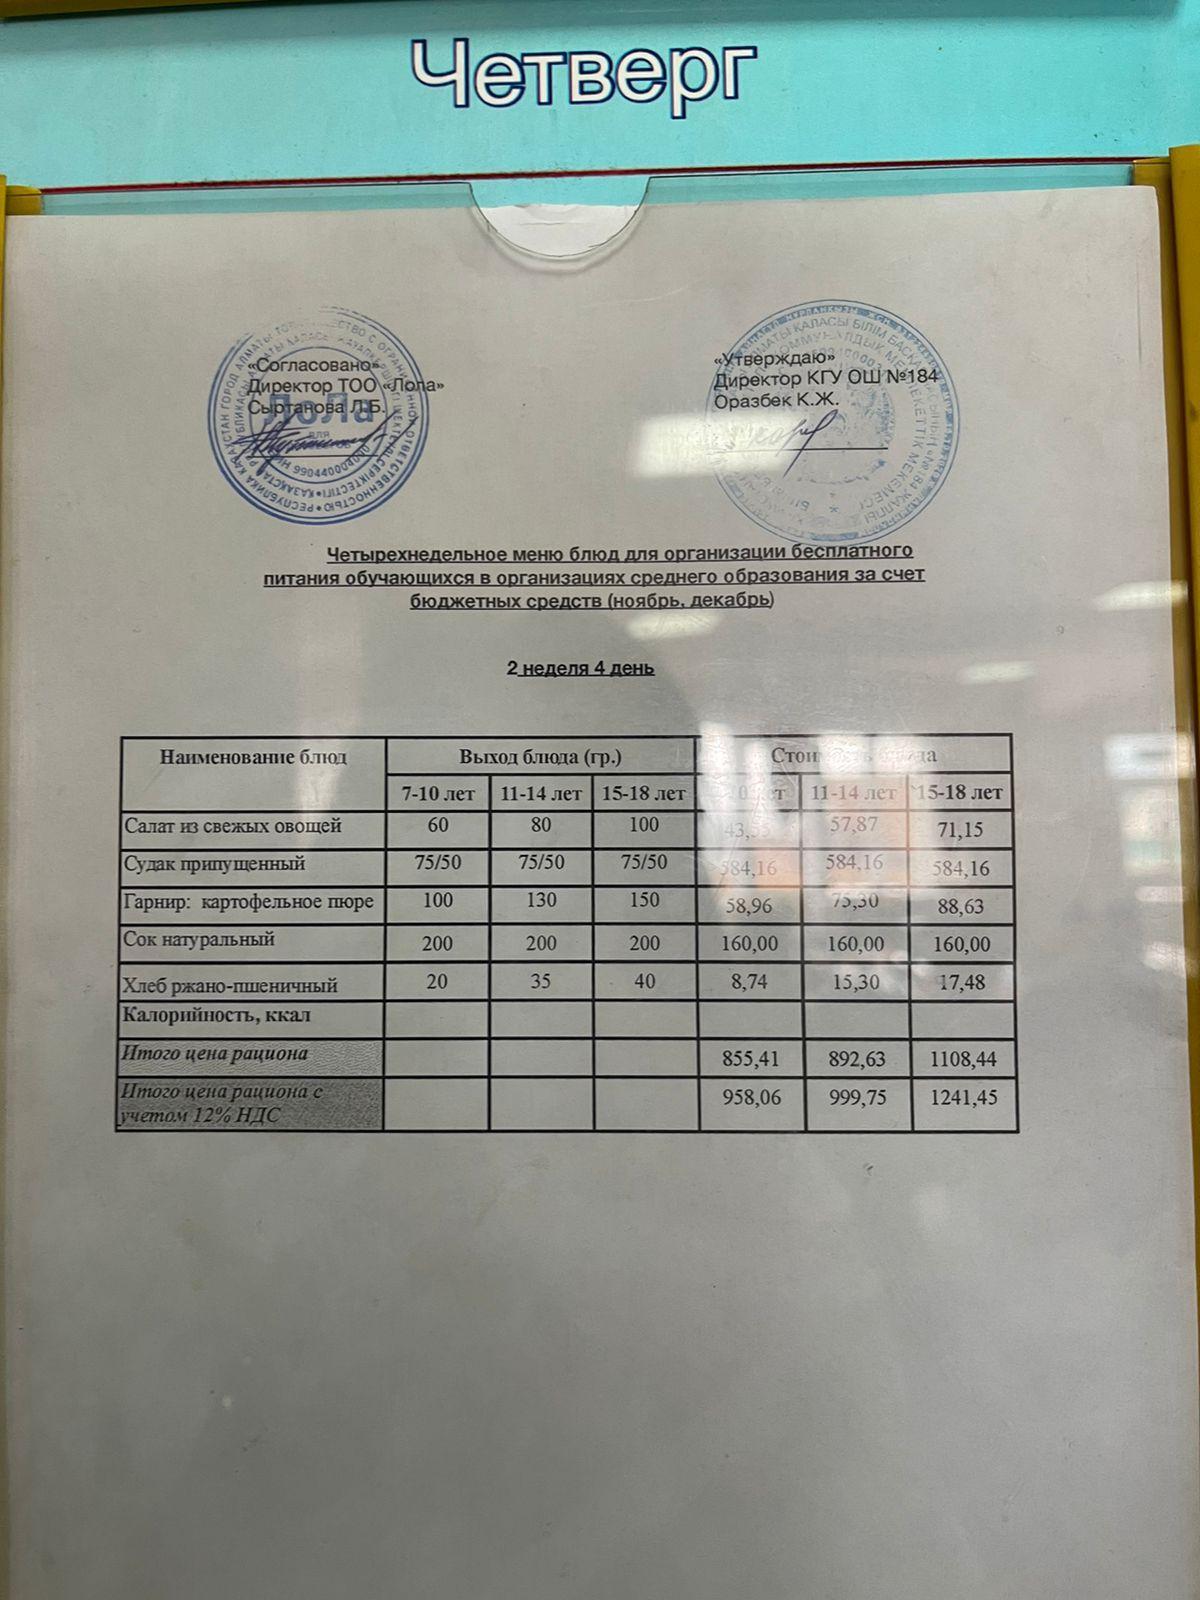 Четверг
«Согласовано»
Директор ТОО «Лола»
Сыртанова Л.Б.
ЛоЛа
«Утверждаю»
Директор КГУ ОШ №184
Оразбек К.Ж.
Четырехнедельное меню блюд для организации бесплатного
питания обучающихся в организациях среднего образования за счет
бюджетных средств (ноябрь, декабрь)
2 неделя 4 день
Наименование блюд Выход блюда (гр.)
7-10 лет 11-14 лет 15-18 лет 11-14 лет 15-18 лет
Салат из свежых овощей 60 80 100 57,87 71,15
Судак припущенный 75/50 75/50 75/50 584,16 584,16 584,16
Гарнир: картофельное пюре 100 130 150 58,96 75,30 88,63
Сок натуральный 200 200 200 160,00 160,00 160,00
Хлеб ржано-пшеничный 20 35 40 8,74 15,30 17,48
Калорийность, ккал
Итого цена рациона 855,41 892,63 1108,44
Итого цена рациона с
учетом 12% НДС 958,06 999,75 1241,45